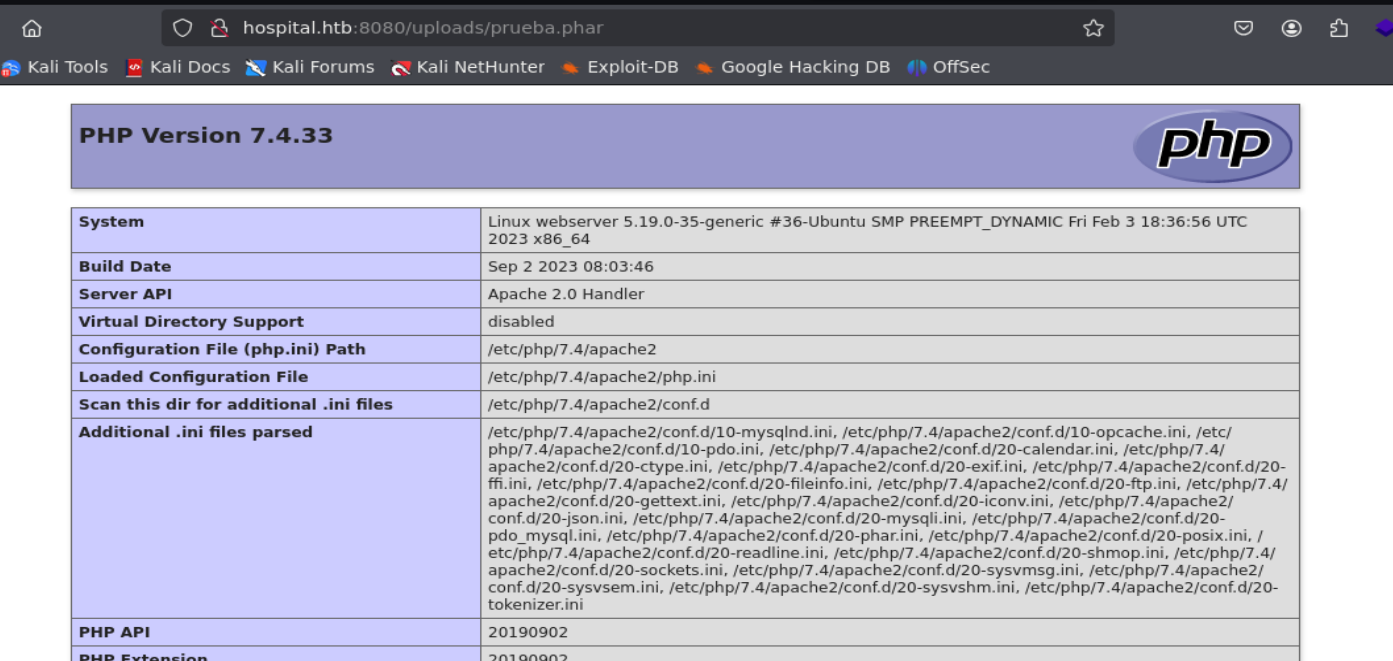 hospital.htb:8080/uploads/prueba.phar
Kali Tools Kali Docs Kali Forums Kali NetHunter Exploit-DB Google Hacking DB OffSec
PHP Version 7.4.33
php
System Linux webserver 5.19.0-35-generic #36-Ubuntu SMP PREEMPT_DYNAMIC Fri Feb 3 18:36:56 UTC
2023 x86_64
Build Date Sep 2 2023 08:03:46
Server API Apache 2.0 Handler
Virtual Directory Support disabled
Configuration File (php.ini) Path /etc/php/7.4/apache2
Loaded Configuration File /etc/php/7.4/apache2/php.ini
Scan this dir for additional .ini files /etc/php/7.4/apache2/conf.d
Additional .ini files parsed /etc/php/7.4/apache2/conf.d/10-mysqlnd.ini, /etc/php/7.4/apache2/conf.d/10-opcache.ini, /etc/
php/7.4/apache2/conf.d/10-pdo.ini, /etc/php/7.4/apache2/conf.d/20-calendar.ini, /etc/php/7.4/
apache2/conf.d/20-ctype.ini, /etc/php/7.4/apache2/conf.d/20-exif.ini, /etc/php/7.4/apache2/conf.d/20-
ffi.ini, /etc/php/7.4/apache2/conf.d/20-fileinfo.ini, /etc/php/7.4/apache2/conf.d/20-ftp.ini, /etc/php/7.4/
apache2/conf.d/20-gettext.ini, /etc/php/7.4/apache2/conf.d/20-iconv.ini, /etc/php/7.4/apache2/
conf.d/20-json.ini, /etc/php/7.4/apache2/conf.d/20-mysqli.ini, /etc/php/7.4/apache2/conf.d/20-
pdo_mysql.ini, /etc/php/7.4/apache2/conf.d/20-phar.ini, /etc/php/7.4/apache2/conf.d/20-posix.ini, /
etc/php/7.4/apache2/conf.d/20-readline.ini, /etc/php/7.4/apache2/conf.d/20-shmop.ini, /etc/php/7.4/
apache2/conf.d/20-sockets.ini, /etc/php/7.4/apache2/conf.d/20-sysvmsg.ini, /etc/php/7.4/apache2/
conf.d/20-sysvsem.ini, /etc/php/7.4/apache2/conf.d/20-sysvshm.ini, /etc/php/7.4/apache2/conf.d/20-
tokenizer.ini
PHP API 20190902
PHP Extension 20190902